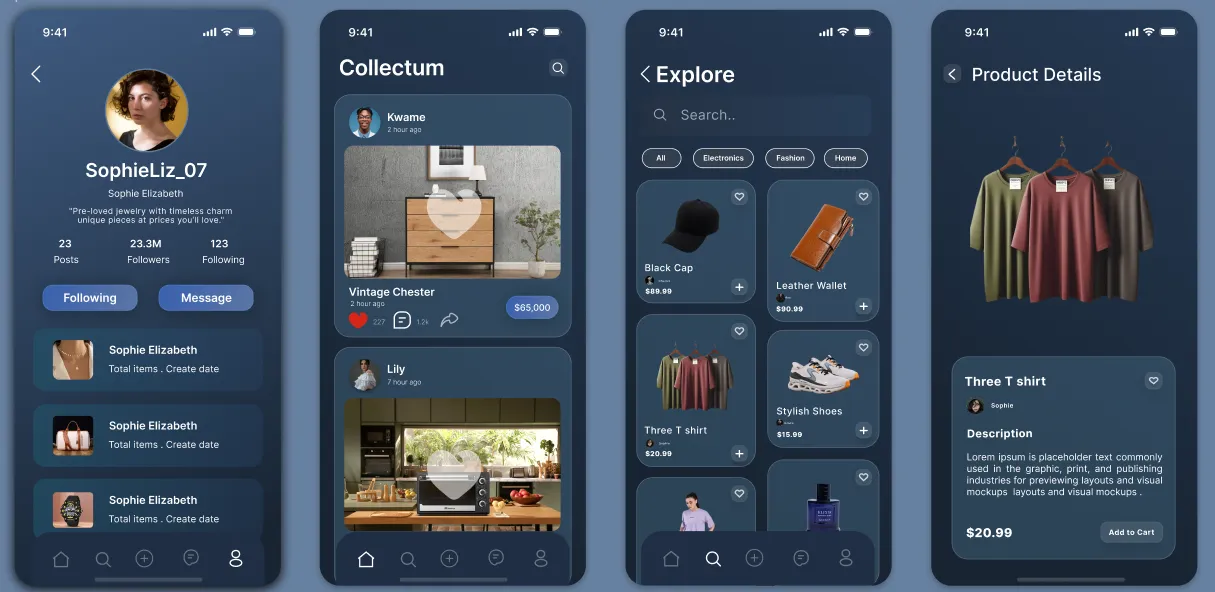 9:41
SophieLiz_07
Sophie Elizabeth
"Pre-loved jewelry with timeless charm
unique pieces at prices you'll love."
23
23.3M
123
Posts
Followers
Following
Following
Message
Sophie Elizabeth
Total items . Create date
Sophie Elizabeth
Total items . Create date
Sophie Elizabeth
Total items . Create date
9:41
Collectum
Kwame
2 hour ago
Vintage Chester
2 hour ago
$65,000
227
1.2k
Lily
7 hour ago
9:41
Explore
Search..
All
Electronics
Fashion
Home
Black Cap
$89.99
Leather Wallet
$90.99
Three T shirt
$20.99
Stylish Shoes
$15.99
9:41
Product Details
Three T shirt
Sophie
Description
Lorem ipsum is placeholder text commonly
used in the graphic, print, and publishing
industries for previewing layouts and visual
mockups layouts and visual mockups .
$20.99
Add to Cart